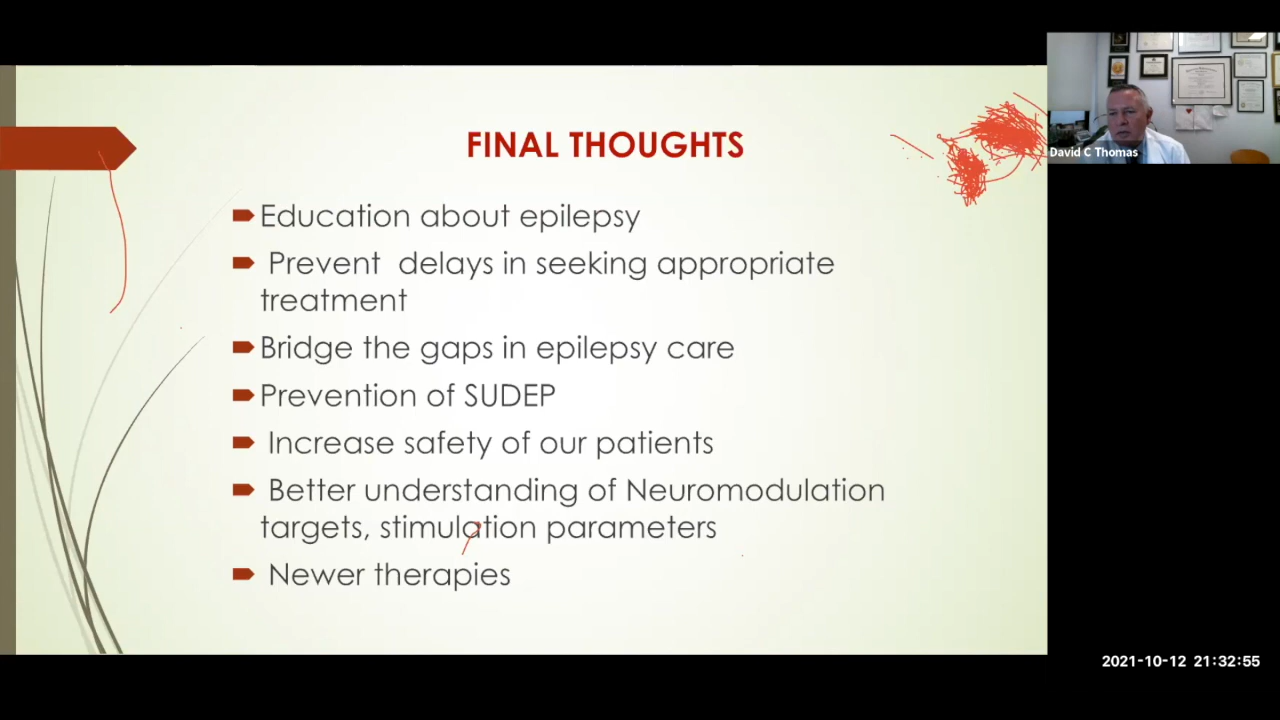 FINAL THOUGHTS
Education about epilepsy
Prevent delays in seeking appropriate
treatment
Bridge the gaps in epilepsy care
Prevention of SUDEP
Increase safety of our patients
Better understanding of Neuromodulation
targets, stimulation parameters
Newer therapies
David C Thomas
2021-10-12 21:32:55